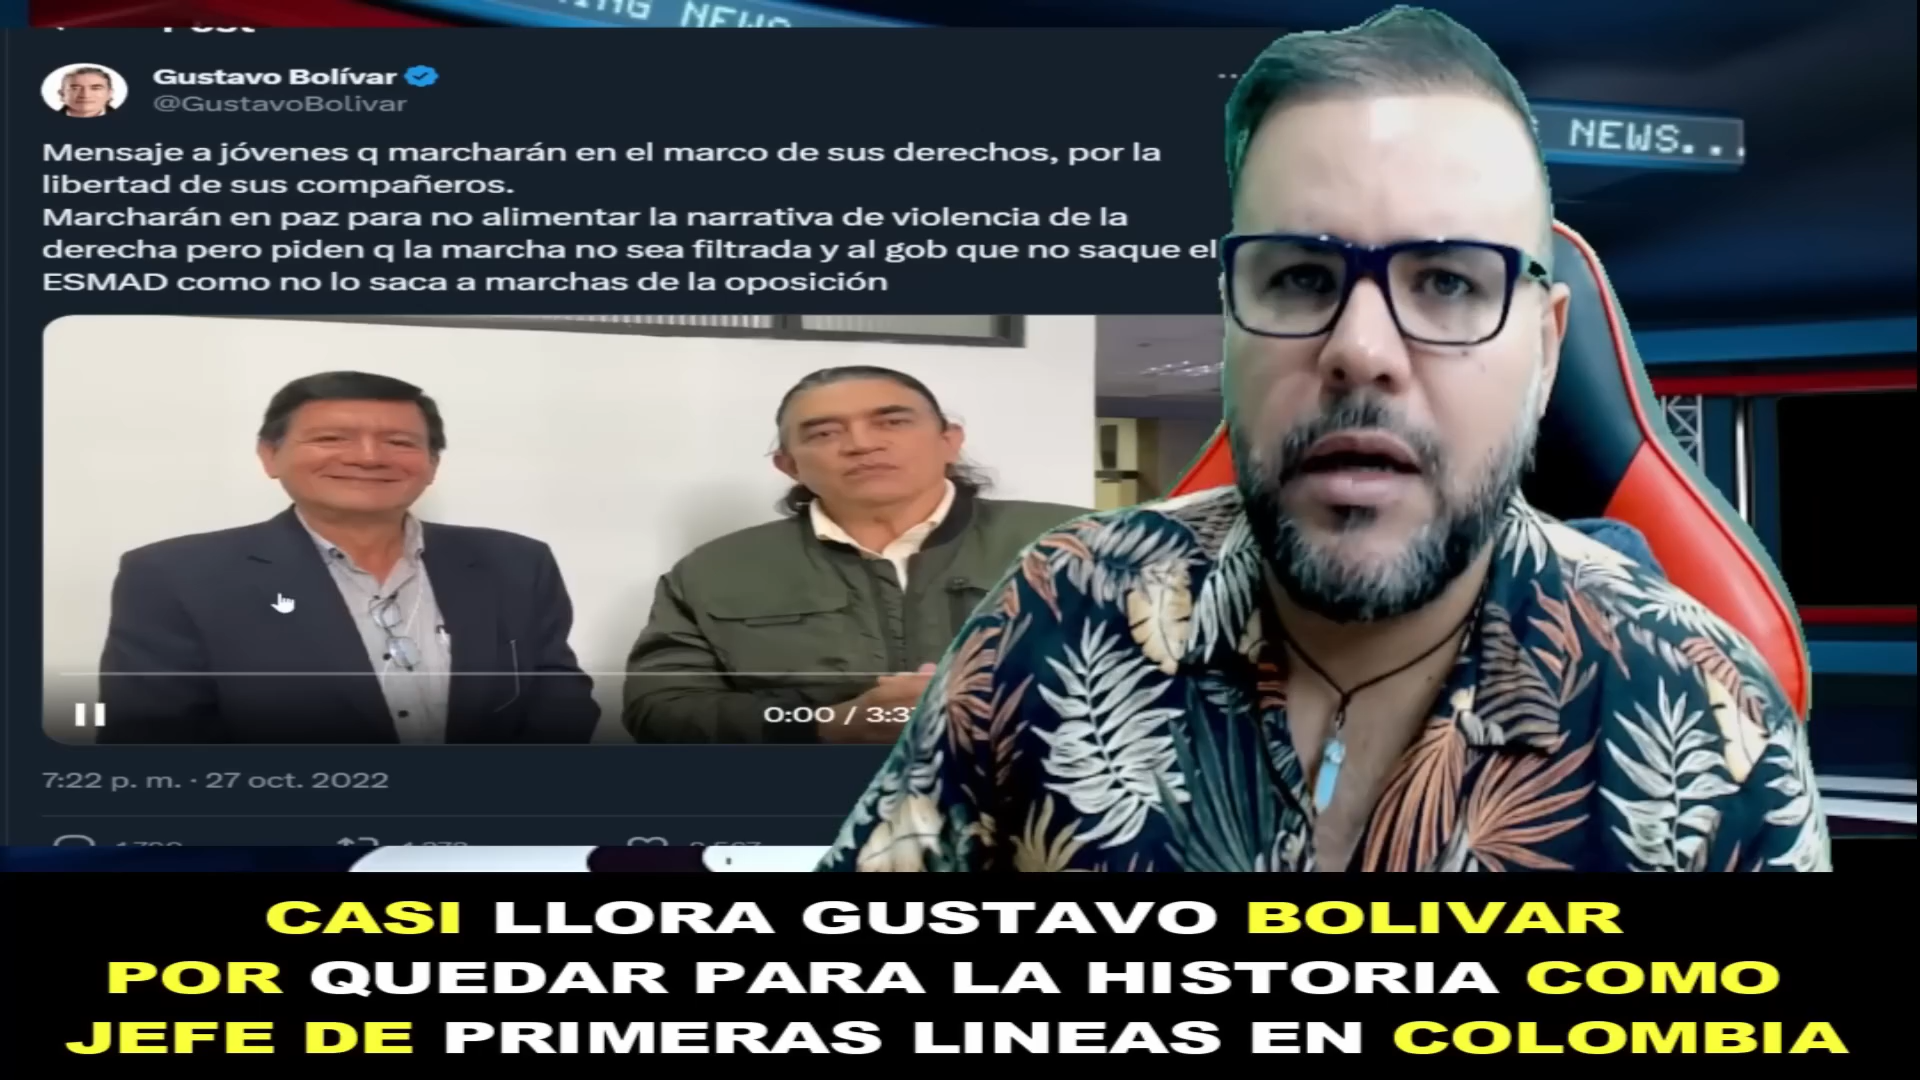 NEWS
Post
Gustavo Bolívar
@GustavoBolivar
NEWS...
Mensaje a jóvenes q marcharán en el marco de sus derechos, por la
libertad de sus compañeros.
Marcharán en paz para no alimentar la narrativa de violencia de la
derecha pero piden q la marcha no sea filtrada y al gob que no saque el
ESMAD como no lo saca a marchas de la oposición
0:00 / 3:37
7:22 p. m. · 27 oct. 2022
CASI LLORA GUSTAVO BOLIVAR
POR QUEDAR PARA LA HISTORIA COMO
JEFE DE PRIMERAS LINEAS EN COLOMBIA